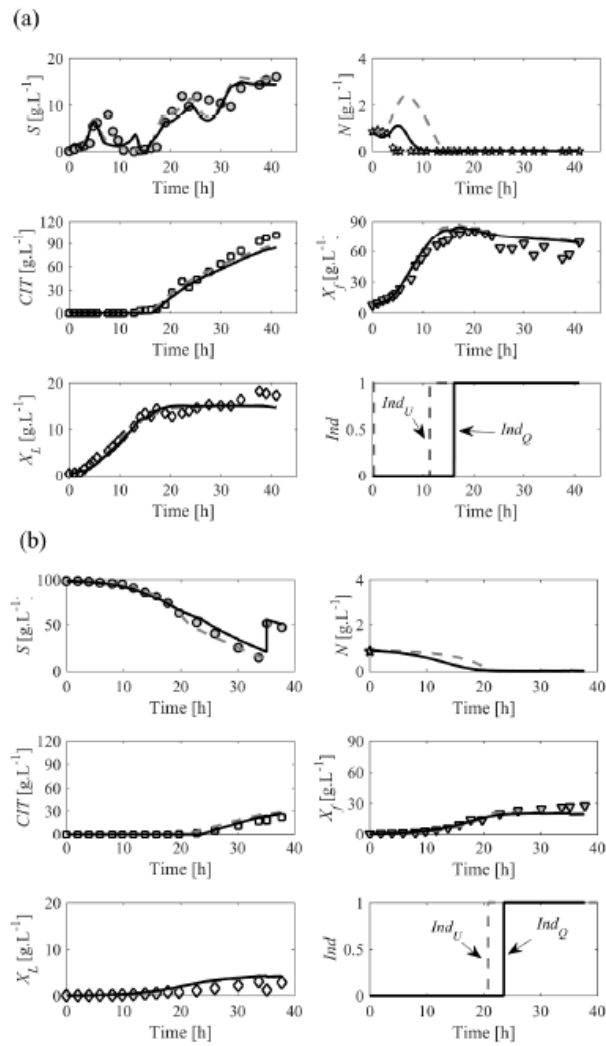 (a)
20
10
0
S [g.L-1]
0 10 20 30 40
Time [h]
4
2
0
N [g.L-1]
0 10 20 30 40
Time [h]
120
90
60
30
0
CIT [g.L-1]
0 10 20 30 40
Time [h]
90
60
30
0
Xf [g.L-1]
0 10 20 30 40
Time [h]
20
10
0
XL [g.L-1]
0 10 20 30 40
Time [h]
1
0.5
0
Ind
IndU
IndQ
0 10 20 30 40
Time [h]
(b)
100
50
0
S [g.L-1]
0 10 20 30 40
Time [h]
4
2
0
N [g.L-1]
0 10 20 30 40
Time [h]
120
90
60
30
0
CIT [g.L-1]
0 10 20 30 40
Time [h]
90
60
30
0
Xf [g.L-1]
0 10 20 30 40
Time [h]
20
10
0
XL [g.L-1]
0 10 20 30 40
Time [h]
1
0.5
0
Ind
IndU
IndQ
0 10 20 30 40
Time [h]